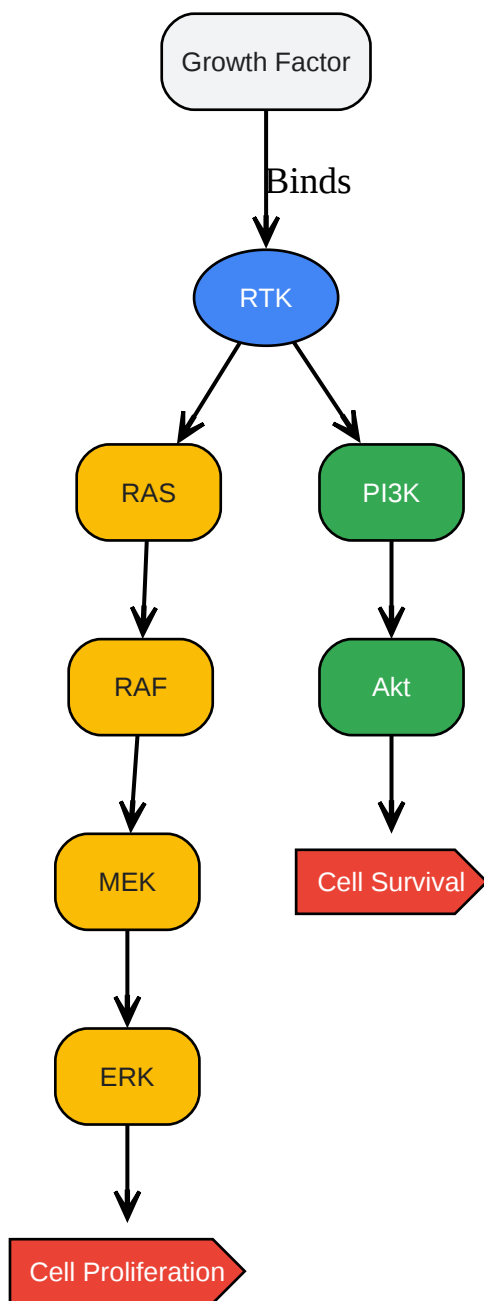 Growth Factor
Binds
RTK
RAS
PI3K
RAF
Akt
MEK
Cell Survival
ERK
Cell Proliferation